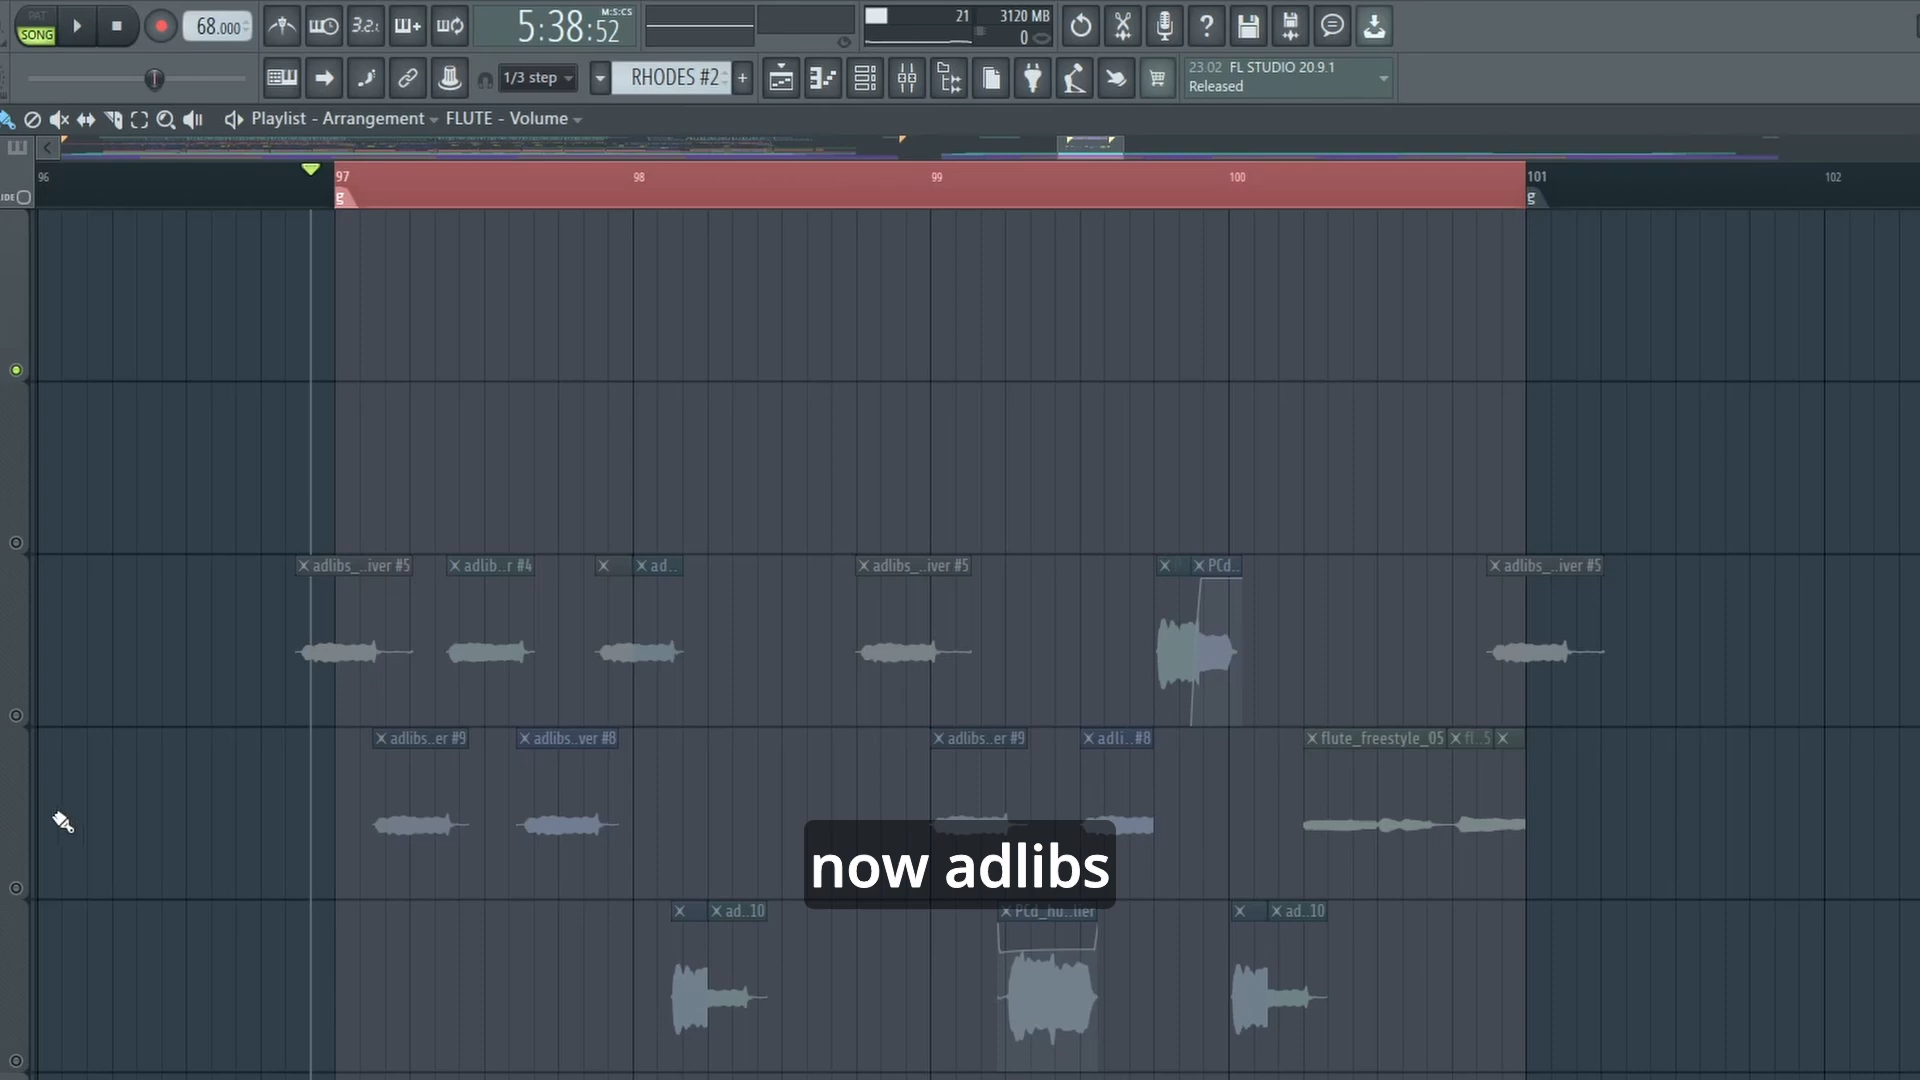 PAT
SONG
68.000
3.2.
5:38:52
M:S:CS
21
3120 MB
0
1/3 step
RHODES #2
23.02 FL STUDIO 20.9.1
Released
Playlist - Arrangement
FLUTE - Volume
96
97
98
99
100
101
102
IDE
g
g
adlibs_..iver #5
adlib..r #4
ad..
adlibs_..iver #5
PCd..
adlibs_..iver #5
adlibs..er #9
adlibs..ver #8
adlibs..er #9
adli..#8
flute_freestyle_05
fl..5
now adlibs
ad..10
PCd_hu..lier
ad..10